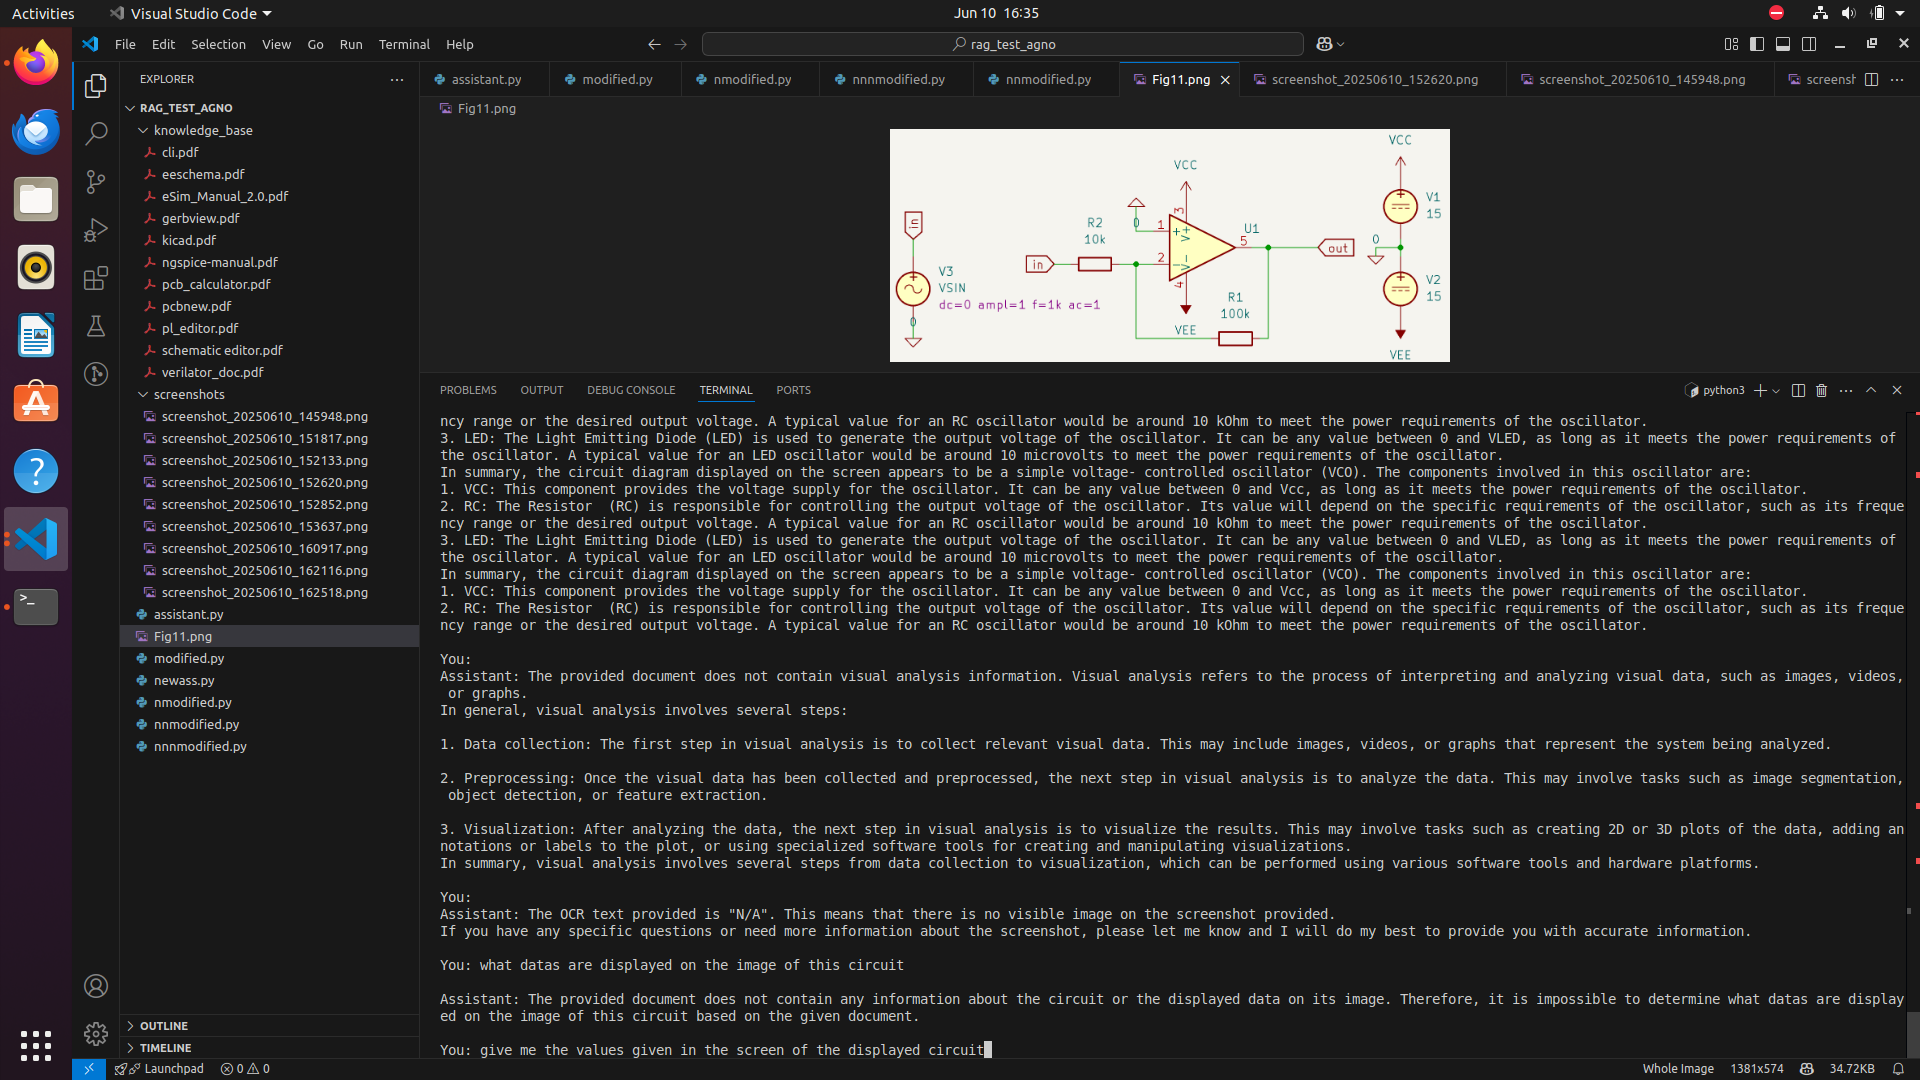 Activities
Visual Studio Code
Jun 10 16:35
File Edit Selection View Go Run Terminal Help
rag_test_agno
EXPLORER
assistant.py modified.py nmodified.py nnnmodified.py nnmodified.py Fig11.png screenshot_20250610_152620.png screenshot_20250610_145948.png screensh
Fig11.png
RAG_TEST_AGNO
knowledge_base
cli.pdf
eeschema.pdf
eSim_Manual_2.0.pdf
gerbview.pdf
kicad.pdf
ngspice-manual.pdf
pcb_calculator.pdf
pcbnew.pdf
pl_editor.pdf
schematic editor.pdf
verilator_doc.pdf
screenshots
screenshot_20250610_145948.png
screenshot_20250610_151817.png
screenshot_20250610_152133.png
screenshot_20250610_152620.png
screenshot_20250610_152852.png
screenshot_20250610_153637.png
screenshot_20250610_160917.png
screenshot_20250610_162116.png
screenshot_20250610_162518.png
assistant.py
Fig11.png
modified.py
newass.py
nmodified.py
nnmodified.py
nnnmodified.py
OUTLINE
TIMELINE
in
V3
VSIN
dc=0 ampl=1 f=1k ac=1
0
in
R2
10k
0
VCC
3
1
+
V+
2
-
V-
4
VEE
U1
5
R1
100k
out
VCC
V1
15
0
V2
15
VEE
PROBLEMS OUTPUT DEBUG CONSOLE TERMINAL PORTS
python3
ncy range or the desired output voltage. A typical value for an RC oscillator would be around 10 kOhm to meet the power requirements of the oscillator.
3. LED: The Light Emitting Diode (LED) is used to generate the output voltage of the oscillator. It can be any value between 0 and VLED, as long as it meets the power requirements of
the oscillator. A typical value for an LED oscillator would be around 10 microvolts to meet the power requirements of the oscillator.
In summary, the circuit diagram displayed on the screen appears to be a simple voltage- controlled oscillator (VCO). The components involved in this oscillator are:
1. VCC: This component provides the voltage supply for the oscillator. It can be any value between 0 and Vcc, as long as it meets the power requirements of the oscillator.
2. RC: The Resistor  (RC) is responsible for controlling the output voltage of the oscillator. Its value will depend on the specific requirements of the oscillator, such as its freque
ncy range or the desired output voltage. A typical value for an RC oscillator would be around 10 kOhm to meet the power requirements of the oscillator.
3. LED: The Light Emitting Diode (LED) is used to generate the output voltage of the oscillator. It can be any value between 0 and VLED, as long as it meets the power requirements of
the oscillator. A typical value for an LED oscillator would be around 10 microvolts to meet the power requirements of the oscillator.
In summary, the circuit diagram displayed on the screen appears to be a simple voltage- controlled oscillator (VCO). The components involved in this oscillator are:
1. VCC: This component provides the voltage supply for the oscillator. It can be any value between 0 and Vcc, as long as it meets the power requirements of the oscillator.
2. RC: The Resistor  (RC) is responsible for controlling the output voltage of the oscillator. Its value will depend on the specific requirements of the oscillator, such as its freque
ncy range or the desired output voltage. A typical value for an RC oscillator would be around 10 kOhm to meet the power requirements of the oscillator.
You:
Assistant: The provided document does not contain visual analysis information. Visual analysis refers to the process of interpreting and analyzing visual data, such as images, videos,
or graphs.
In general, visual analysis involves several steps:
1. Data collection: The first step in visual analysis is to collect relevant visual data. This may include images, videos, or graphs that represent the system being analyzed.
2. Preprocessing: Once the visual data has been collected and preprocessed, the next step in visual analysis is to analyze the data. This may involve tasks such as image segmentation,
object detection, or feature extraction.
3. Visualization: After analyzing the data, the next step in visual analysis is to visualize the results. This may involve tasks such as creating 2D or 3D plots of the data, adding an
notations or labels to the plot, or using specialized software tools for creating and manipulating visualizations.
In summary, visual analysis involves several steps from data collection to visualization, which can be performed using various software tools and hardware platforms.
You:
Assistant: The OCR text provided is "N/A". This means that there is no visible image on the screenshot provided.
If you have any specific questions or need more information about the screenshot, please let me know and I will do my best to provide you with accurate information.
You: what datas are displayed on the image of this circuit
Assistant: The provided document does not contain any information about the circuit or the displayed data on its image. Therefore, it is impossible to determine what datas are display
ed on the image of this circuit based on the given document.
You: give me the values given in the screen of the displayed circuit
Launchpad 0 0
Whole Image 1381x574 34.72KB